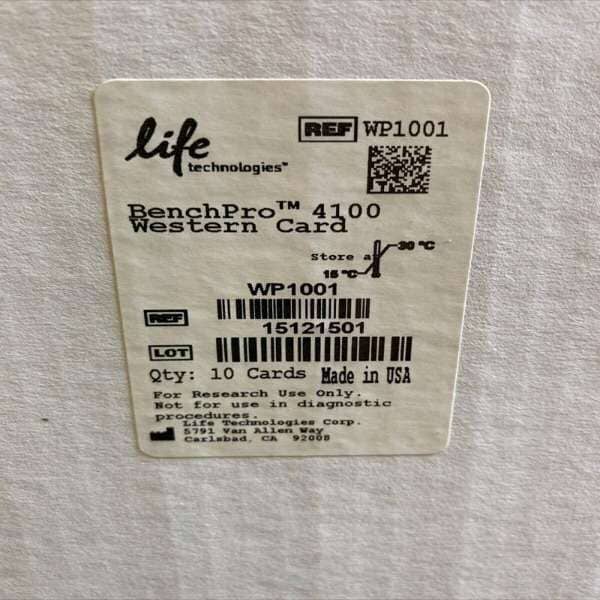 life
technologies™
REF WP1001
BenchPro™ 4100
Western Card
30 °C
Store at
15 °C
WP1001
REF
15121501
LOT
Qty: 10 Cards Made in USA
For Research Use Only.
Not for use in diagnostic
procedures.
Life Technologies Corp.
5791 Van Allen Way
Carlsbad, CA 92008